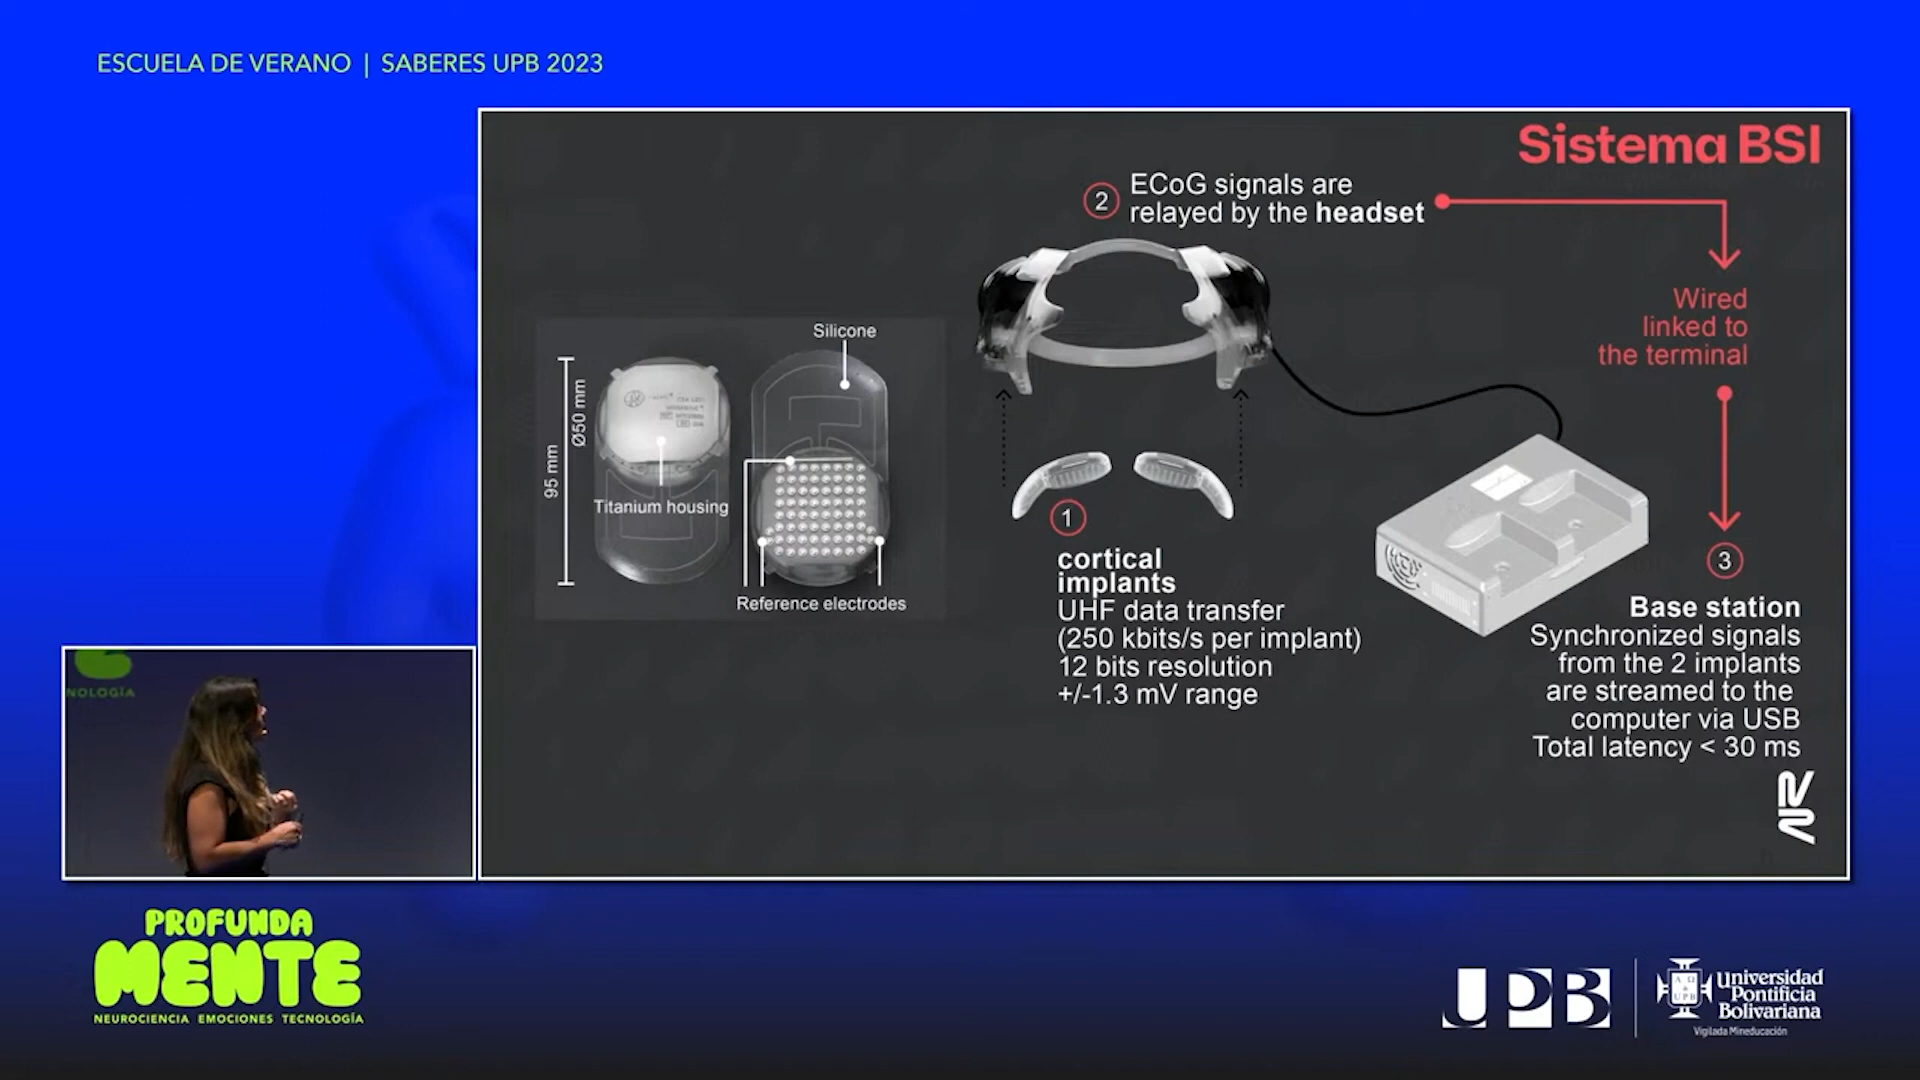 ESCUELA DE VERANO | SABERES UPB 2023
Sistema BSI
2
ECoG signals are
relayed by the headset
Wired
linked to
the terminal
Silicone
Ø50 mm
95 mm
Titanium housing
Reference electrodes
1
cortical
implants
UHF data transfer
(250 kbits/s per implant)
12 bits resolution
+/-1.3 mV range
3
Base station
Synchronized signals
from the 2 implants
are streamed to the
computer via USB
Total latency < 30 ms
NOLOGÍA
PROFUNDA
MENTE
NEUROCIENCIA EMOCIONES TECNOLOGÍA
UPB
Universidad
Pontificia
Bolivariana
Vigilada Mineducación